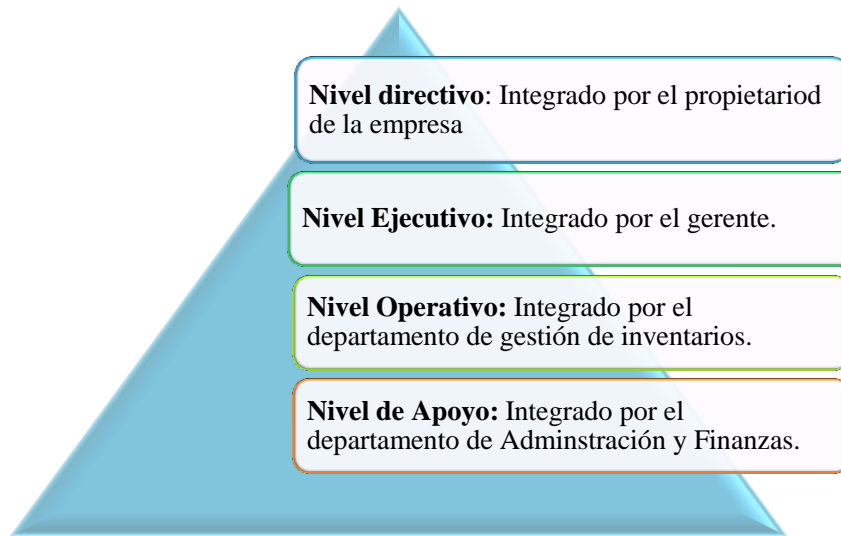 Nivel directivo: Integrado por el propietariod
de la empresa
Nivel Ejecutivo: Integrado por el gerente.
Nivel Operativo: Integrado por el
departamento de gestión de inventarios.
Nivel de Apoyo: Integrado por el
departamento de Adminstración y Finanzas.